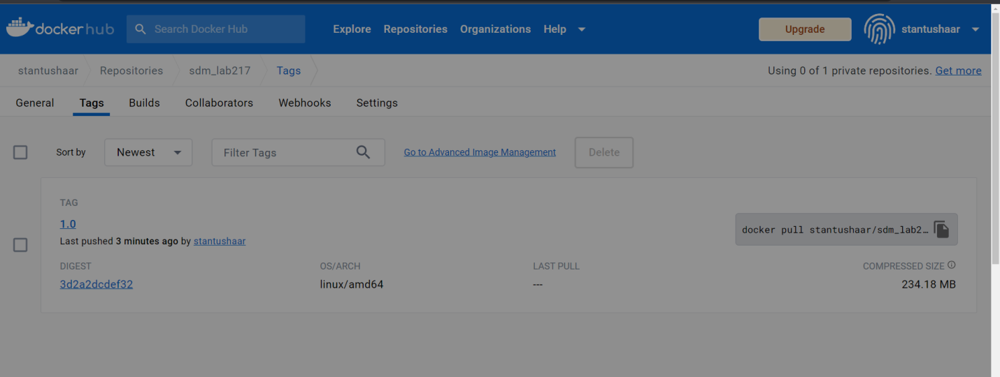 dockerhub Search Docker Hub Explore Repositories Organizations Help Upgrade stantushaar
stantushaar Repositories sdm_lab217 Tags Using 0 of 1 private repositories. Get more
General Tags Builds Collaborators Webhooks Settings
Sort by Newest Filter Tags Go to Advanced Image Management Delete
TAG
1.0
docker pull stantushaar/sdm_lab2…
Last pushed 3 minutes ago by stantushaar
DIGEST OS/ARCH LAST PULL COMPRESSED SIZE
3d2a2dcdef32 linux/amd64 --- 234.18 MB